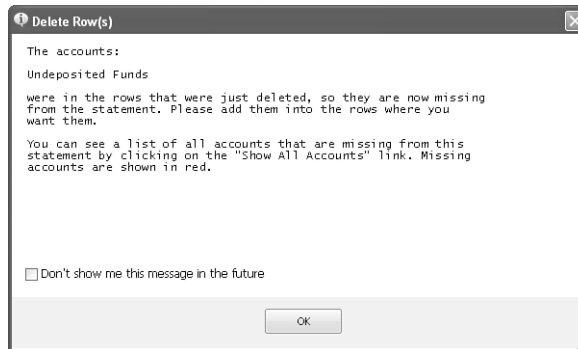 Delete Row(s)
The accounts:
Undeposited Funds
were in the rows that were just deleted, so they are now missing
from the statement. Please add them into the rows where you
want them.
You can see a list of all accounts that are missing from this
statement by clicking on the "Show All Accounts" link. Missing
accounts are shown in red.
Don't show me this message in the future
OK